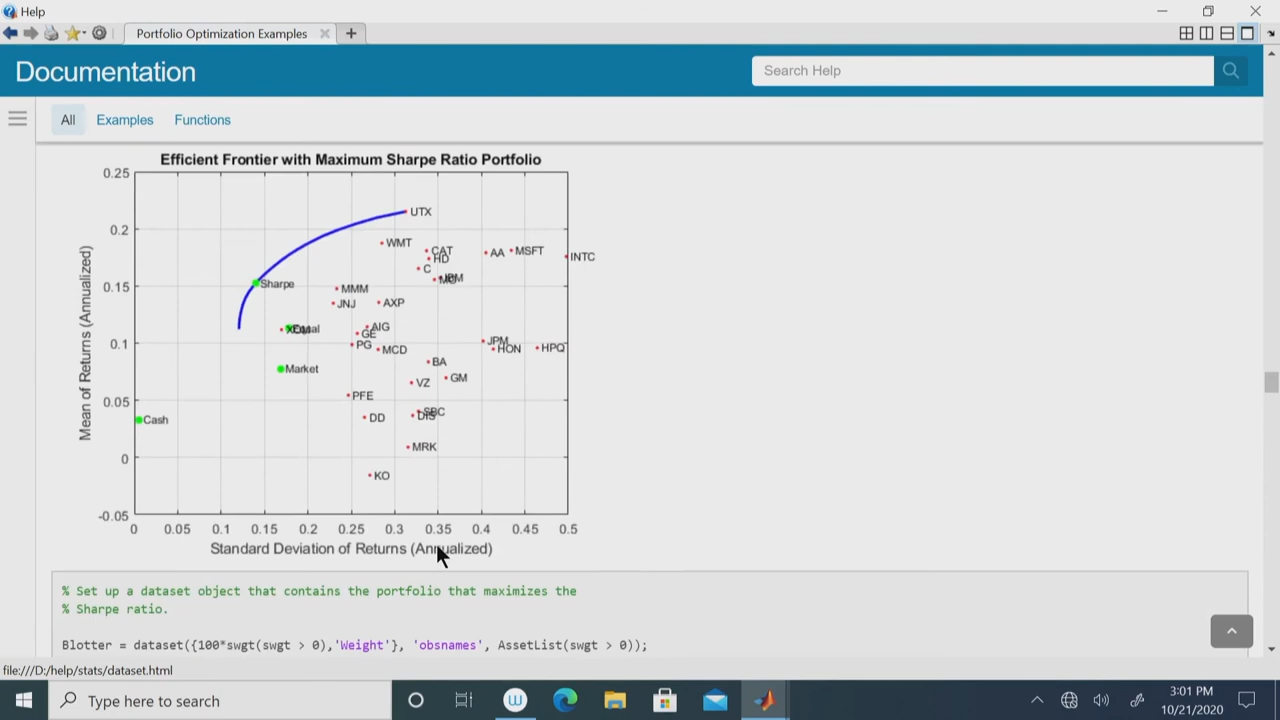 Help
Portfolio Optimization Examples
Documentation
Search Help
All Examples Functions
Efficient Frontier with Maximum Sharpe Ratio Portfolio
0.25
UTX
0.2
WMT
CAT
HD
AA
MSFT
INTC
C
JPM
Sharpe
0.15
MMM
JNJ
AXP
AIG
GE
Equal
PG
MCD
0.1
JPM
HON
HPQ
BA
Market
VZ
GM
PFE
0.05
SBC
DIS
DD
Cash
MRK
0
KO
-0.05
Mean of Returns (Annualized)
0 0.05 0.1 0.15 0.2 0.25 0.3 0.35 0.4 0.45 0.5
Standard Deviation of Returns (Annualized)
% Set up a dataset object that contains the portfolio that maximizes the
% Sharpe ratio.
Blotter = dataset({100*swgt(swgt > 0),'Weight'}, 'obsnames', AssetList(swgt > 0));
file:///D:/help/stats/dataset.html
Type here to search
3:01 PM
10/21/2020